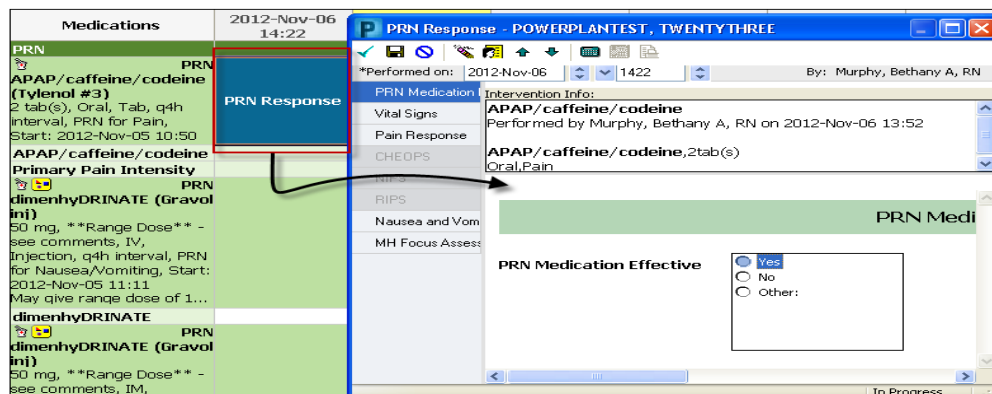 Medications
2012-Nov-06
14:22
PRN
PRN
APAP/caffeine/codeine
(Tylenol #3)
2 tab(s), Oral, Tab, q4h
interval, PRN for Pain,
Start: 2012-Nov-05 10:50
APAP/caffeine/codeine
Primary Pain Intensity
PRN
dimenhyDRINATE (Gravol
inj)
50 mg, **Range Dose** -
see comments, IV,
Injection, q4h interval, PRN
for Nausea/Vomiting, Start:
2012-Nov-05 11:11
May give range dose of 1...
dimenhyDRINATE
PRN
dimenhyDRINATE (Gravol
inj)
50 mg, **Range Dose** -
see comments, IM,
PRN Response
P PRN Response - POWERPLANTEST, TWENTYTHREE
*Performed on: 2012-Nov-06 1422 By: Murphy, Bethany A, RN
PRN Medication
Vital Signs
Pain Response
CHEOPS
NIPS
RIPS
Nausea and Vom
MH Focus Assess
Intervention Info:
APAP/caffeine/codeine
Performed by Murphy, Bethany A, RN on 2012-Nov-06 13:52
APAP/caffeine/codeine,2tab(s)
Oral,Pain
PRN Medi
PRN Medication Effective
Yes
No
Other:
In Progress